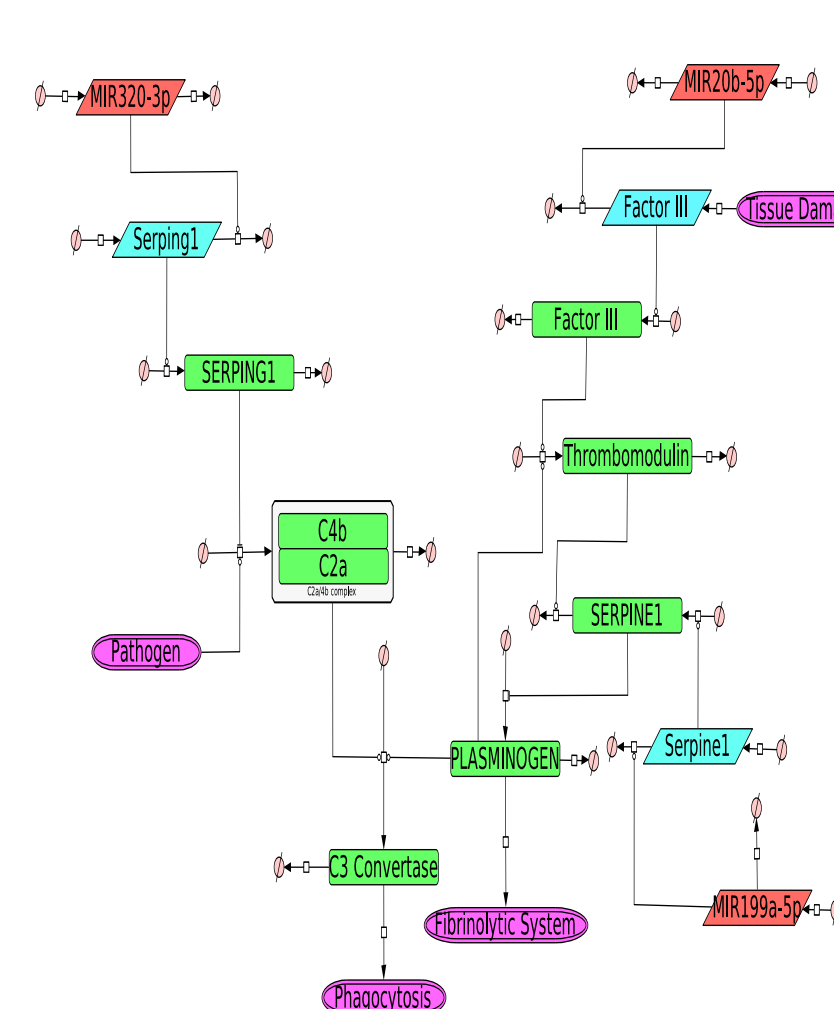 MIR320-3p
MIR20b-5p
Serping1
Factor III
Tissue Dam
Factor III
SERPING1
Thrombomodulin
C4b
C2a
C2a/4b complex
SERPINE1
Pathogen
PLASMINOGEN
Serpine1
C3 Convertase
MIR199a-5p
Fibrinolytic System
Phagocytosis